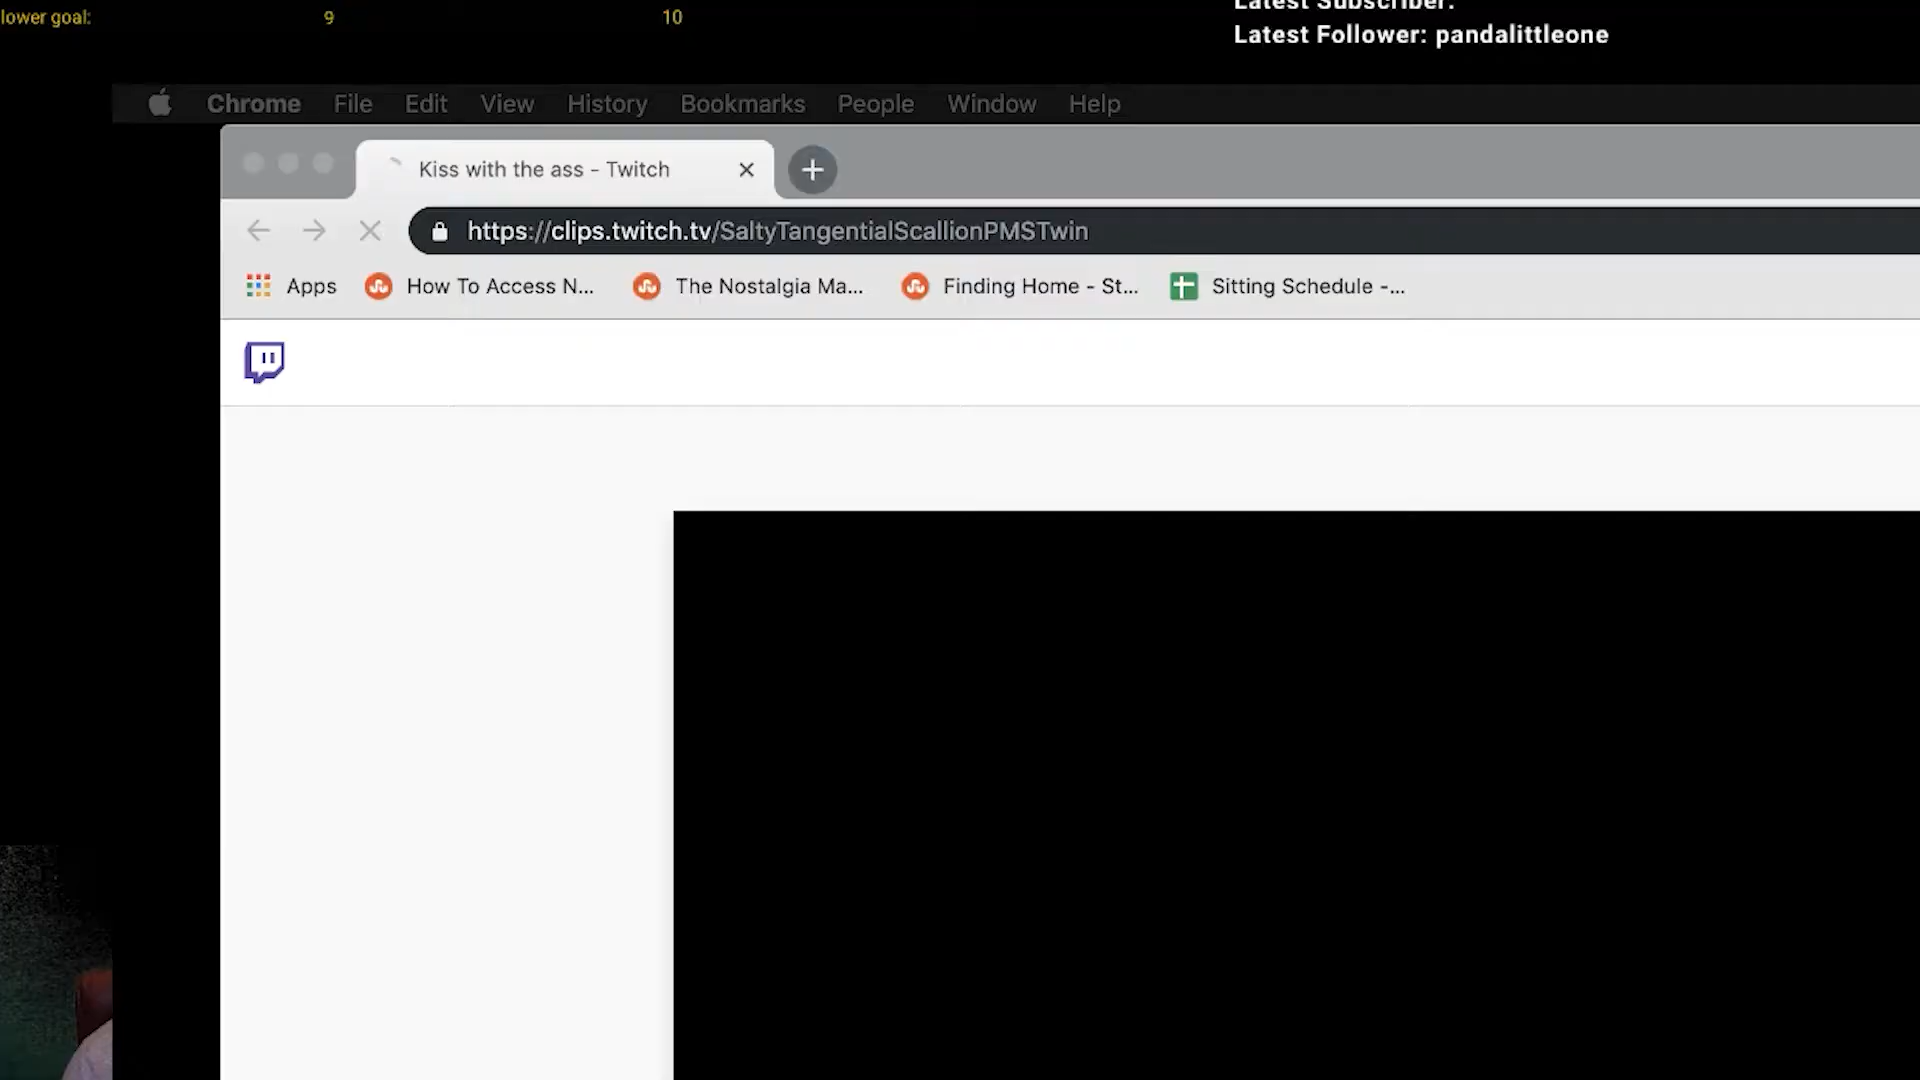 lower goal: 9 10
Latest Subscriber:
Latest Follower: pandalittleone
Chrome File Edit View History Bookmarks People Window Help
Kiss with the ass - Twitch
https://clips.twitch.tv/SaltyTangentialScallionPMSTwin
Apps How To Access N... The Nostalgia Ma... Finding Home - St... Sitting Schedule -...